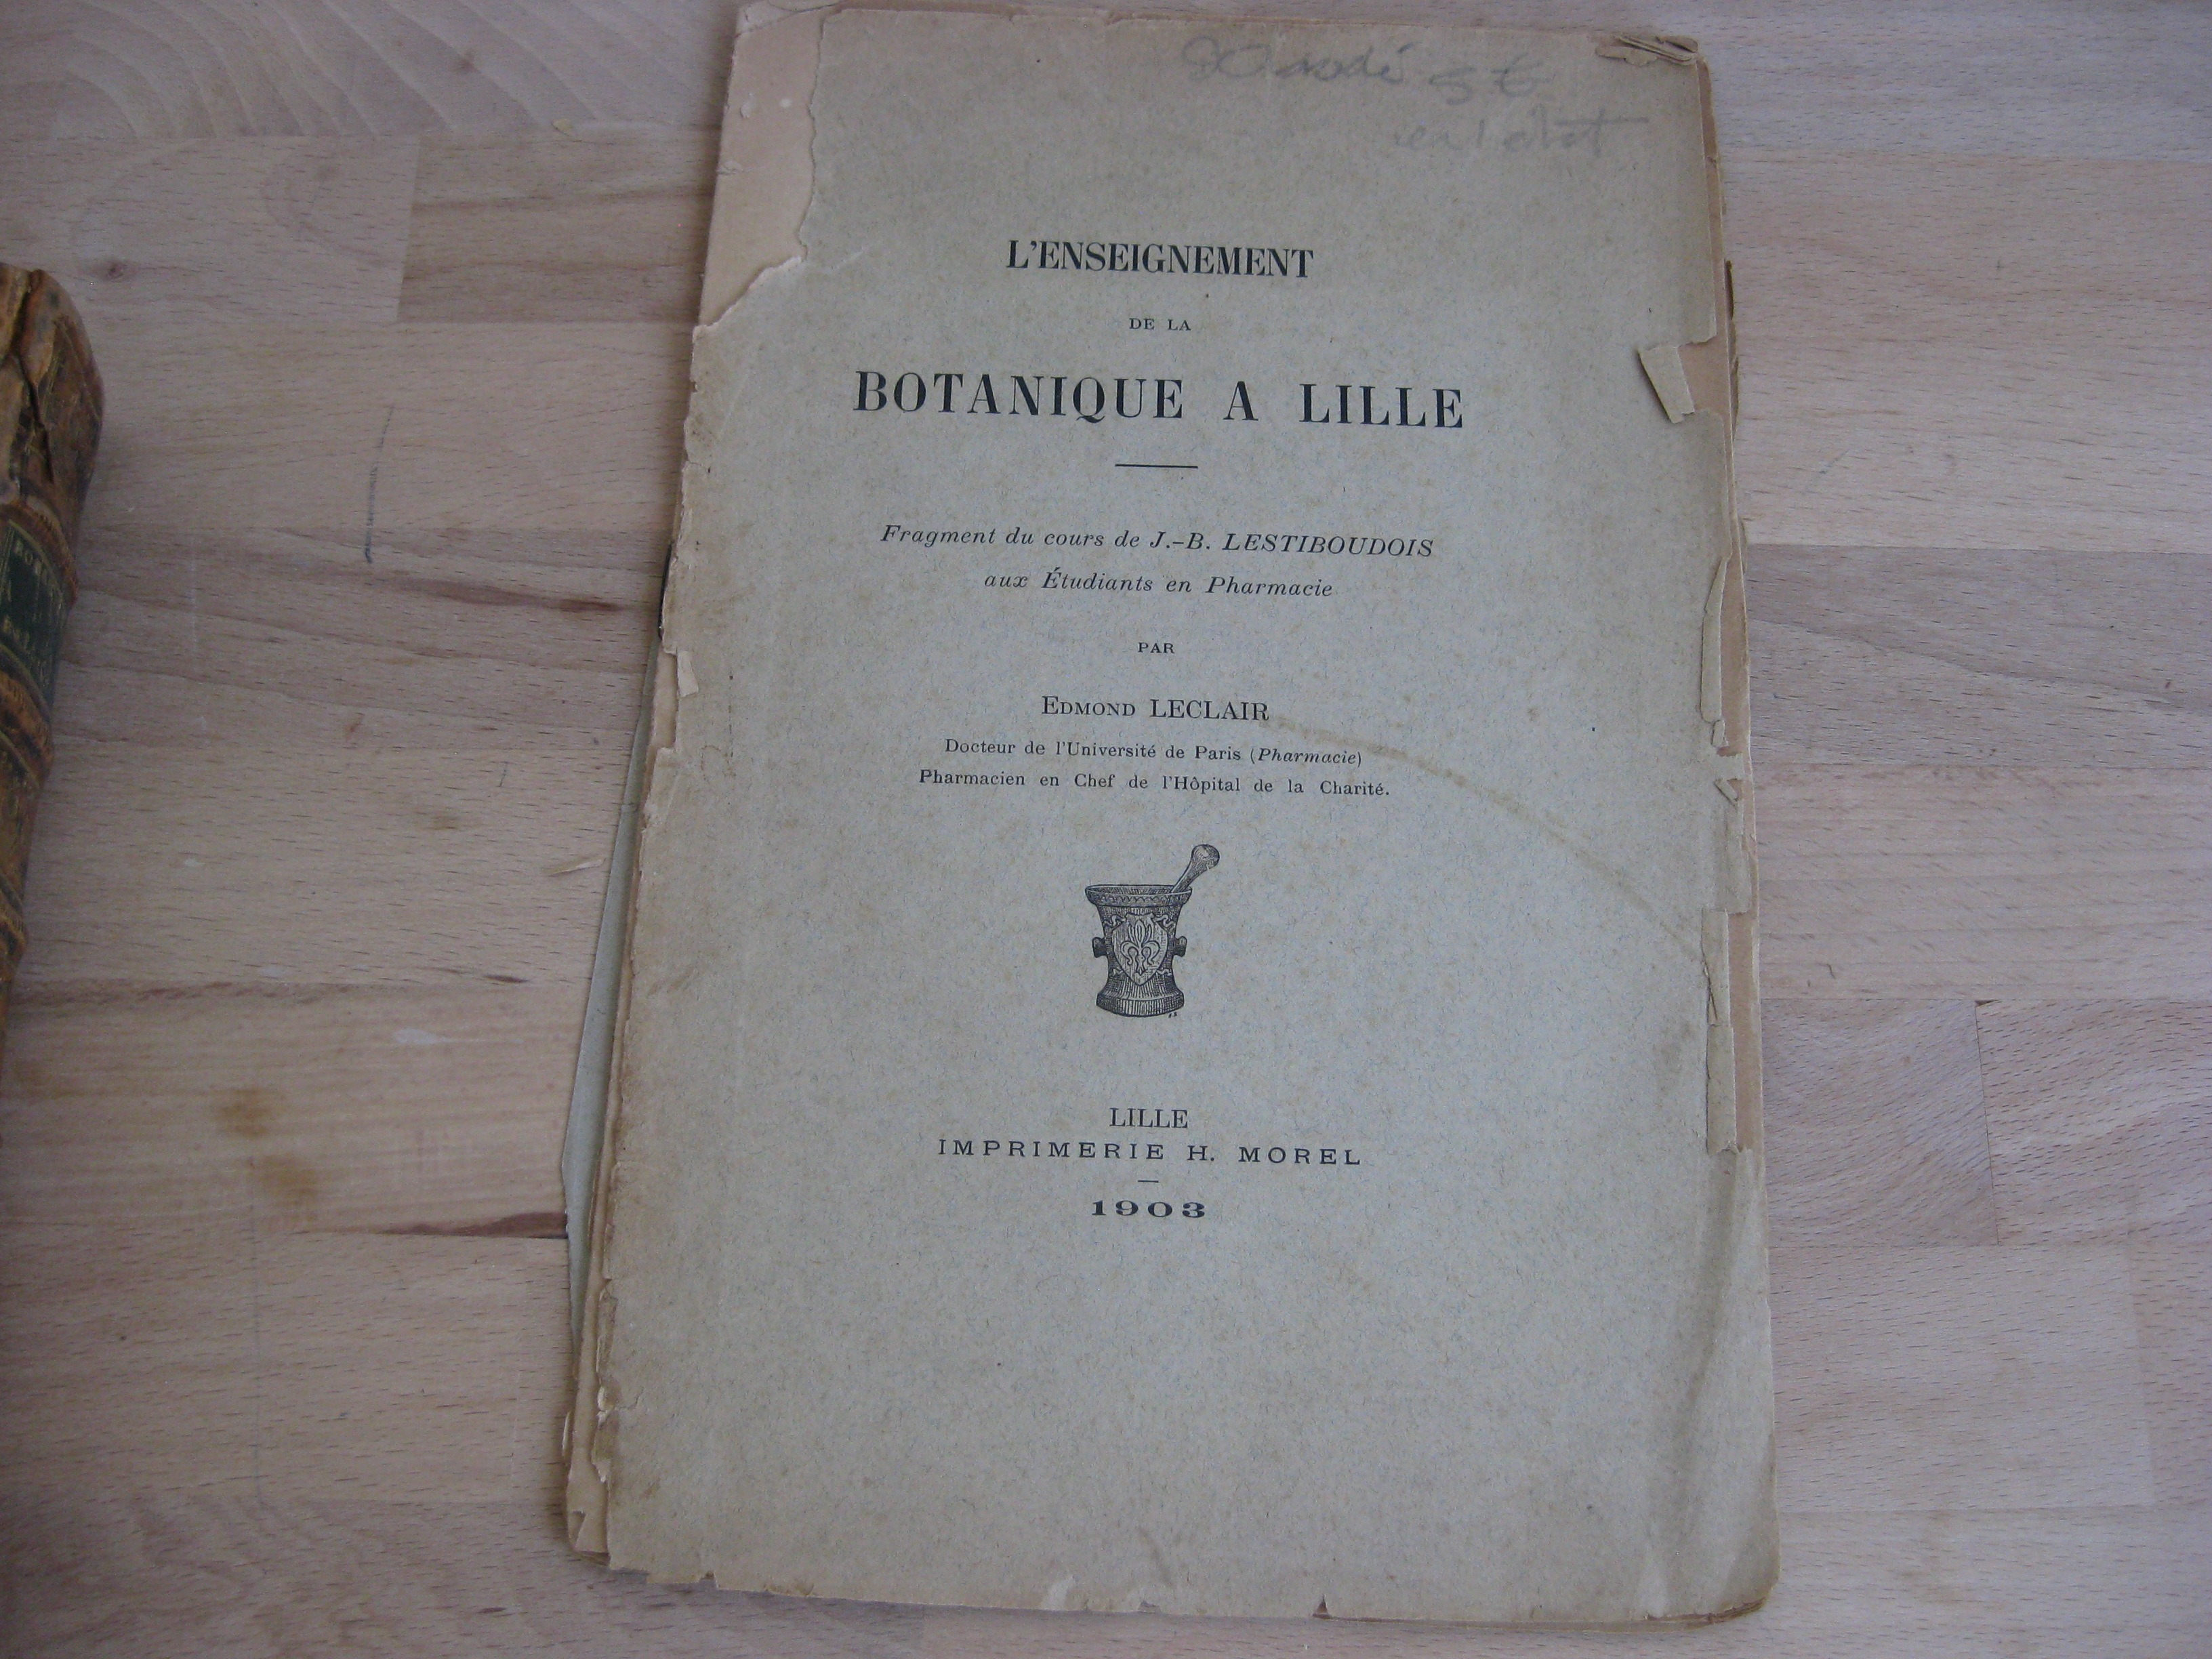 L'ENSEIGNEMENT
DE LA
BOTANIQUE A LILLE
Fragment du cours de J.-B. LESTIBOUDOIS
aux Étudiants en Pharmacie
PAR
EDMOND LECLAIR
Docteur de l'Université de Paris (Pharmacie)
Pharmacien en Chef de l'Hôpital de la Charité.
LILLE
IMPRIMERIE H. MOREL
1903